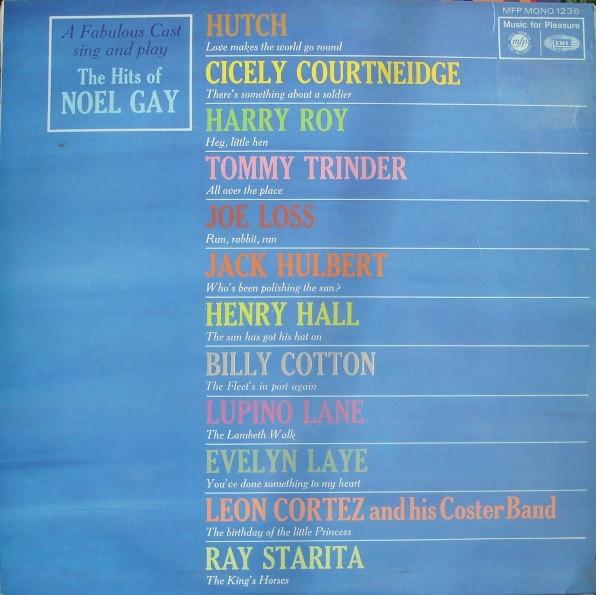 A Fabulous Cast
sing and play
The Hits of
NOEL GAY
MFP MONO 1236
Music for Pleasure
mfp
EMI
HUTCH
Love makes the world go round
CICELY COURTNEIDGE
There's something about a soldier
HARRY ROY
Hey, little hen
TOMMY TRINDER
All over the place
JOE LOSS
Run, rabbit, run
JACK HULBERT
Who's been polishing the sun?
HENRY HALL
The sun has got his hat on
BILLY COTTON
The Fleet's in port again
LUPINO LANE
The Lambeth Walk
EVELYN LAYE
You've done something to my heart
LEON CORTEZ and his Coster Band
The birthday of the little Princess
RAY STARITA
The King's Horses